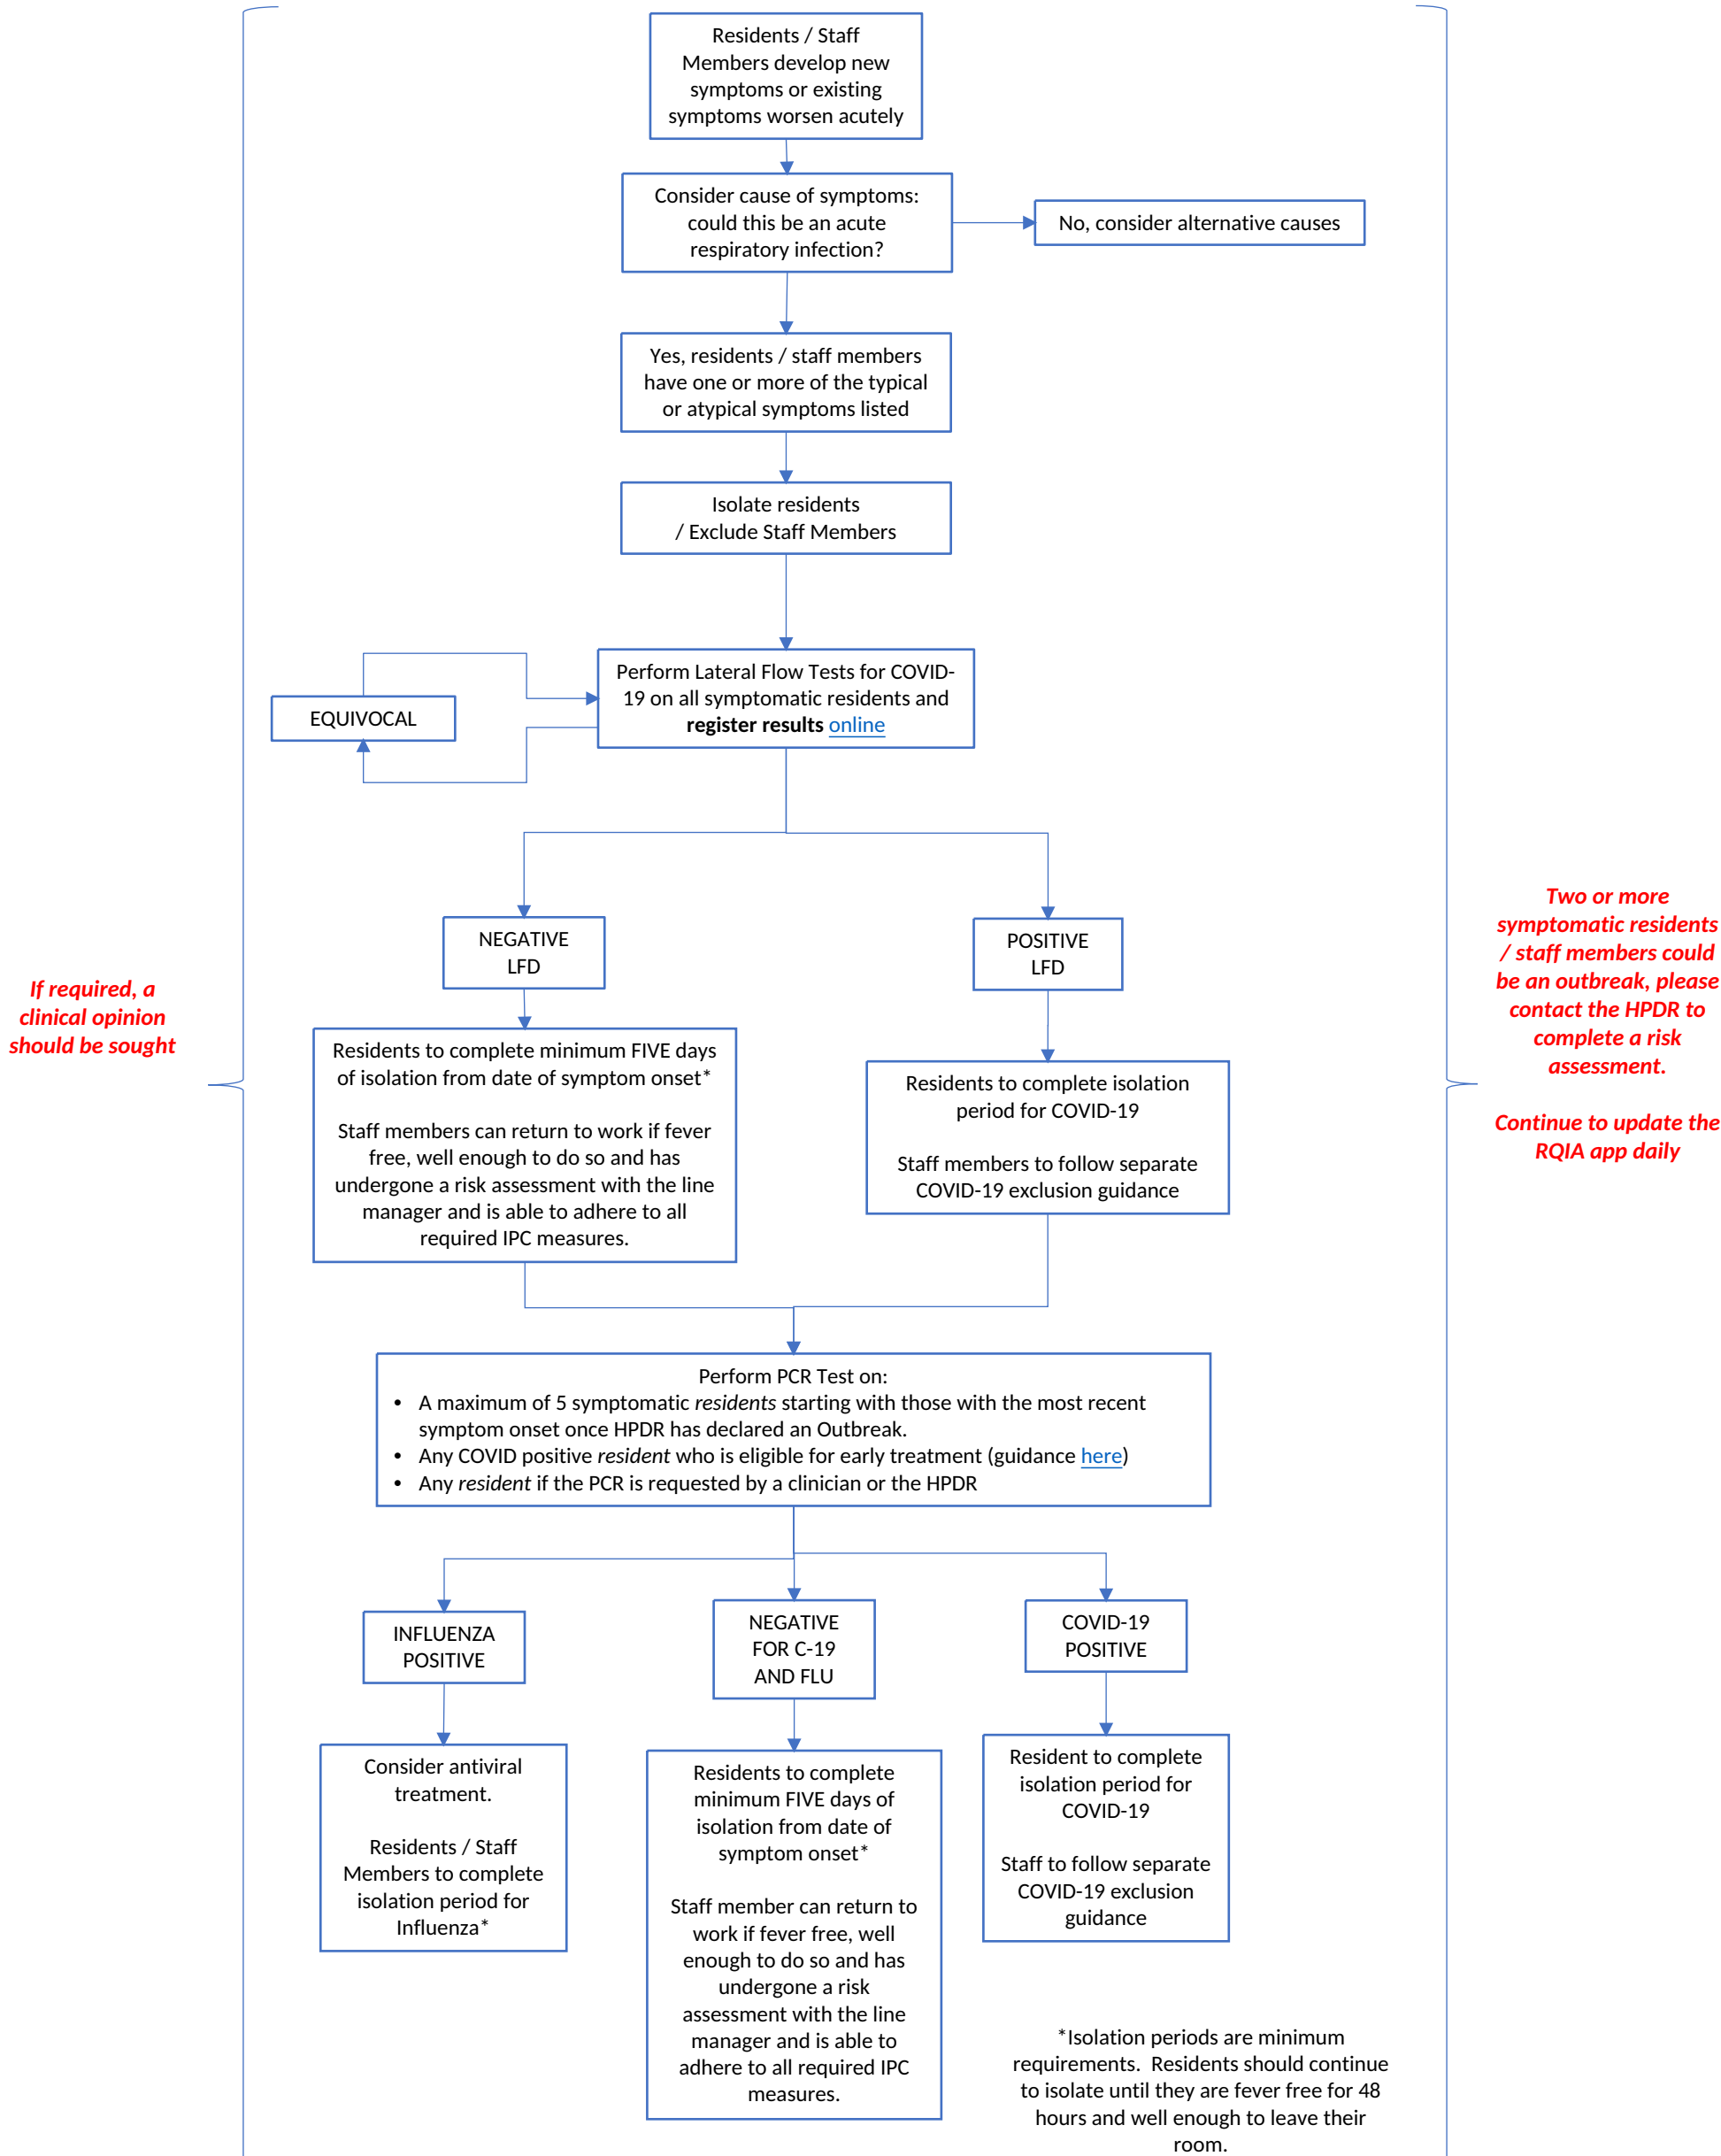 Residents / Staff
Members develop new
symptoms or existing
symptoms worsen acutely
Consider cause of symptoms:
could this be an acute
respiratory infection?
No, consider alternative causes
Yes, residents / staff members
have one or more of the typical
or atypical symptoms listed
Isolate residents
/ Exclude Staff Members
Perform Lateral Flow Tests for COVID-
19 on all symptomatic residents and
register results online
EQUIVOCAL
NEGATIVE
LFD
POSITIVE
LFD
If required, a
clinical opinion
should be sought
Two or more
symptomatic residents
/ staff members could
be an outbreak, please
contact the HPDR to
complete a risk
assessment.
Continue to update the
RQIA app daily
Residents to complete minimum FIVE days
of isolation from date of symptom onset*
Staff members can return to work if fever
free, well enough to do so and has
undergone a risk assessment with the line
manager and is able to adhere to all
required IPC measures.
Residents to complete isolation
period for COVID-19
Staff members to follow separate
COVID-19 exclusion guidance
Perform PCR Test on:
• A maximum of 5 symptomatic residents starting with those with the most recent
symptom onset once HPDR has declared an Outbreak.
• Any COVID positive resident who is eligible for early treatment (guidance here)
• Any resident if the PCR is requested by a clinician or the HPDR
INFLUENZA
POSITIVE
NEGATIVE
FOR C-19
AND FLU
COVID-19
POSITIVE
Consider antiviral
treatment.
Residents / Staff
Members to complete
isolation period for
Influenza*
Residents to complete
minimum FIVE days of
isolation from date of
symptom onset*
Staff member can return to
work if fever free, well
enough to do so and has
undergone a risk
assessment with the line
manager and is able to
adhere to all required IPC
measures.
Resident to complete
isolation period for
COVID-19
Staff to follow separate
COVID-19 exclusion
guidance
*Isolation periods are minimum
requirements.  Residents should continue
to isolate until they are fever free for 48
hours and well enough to leave their
room.